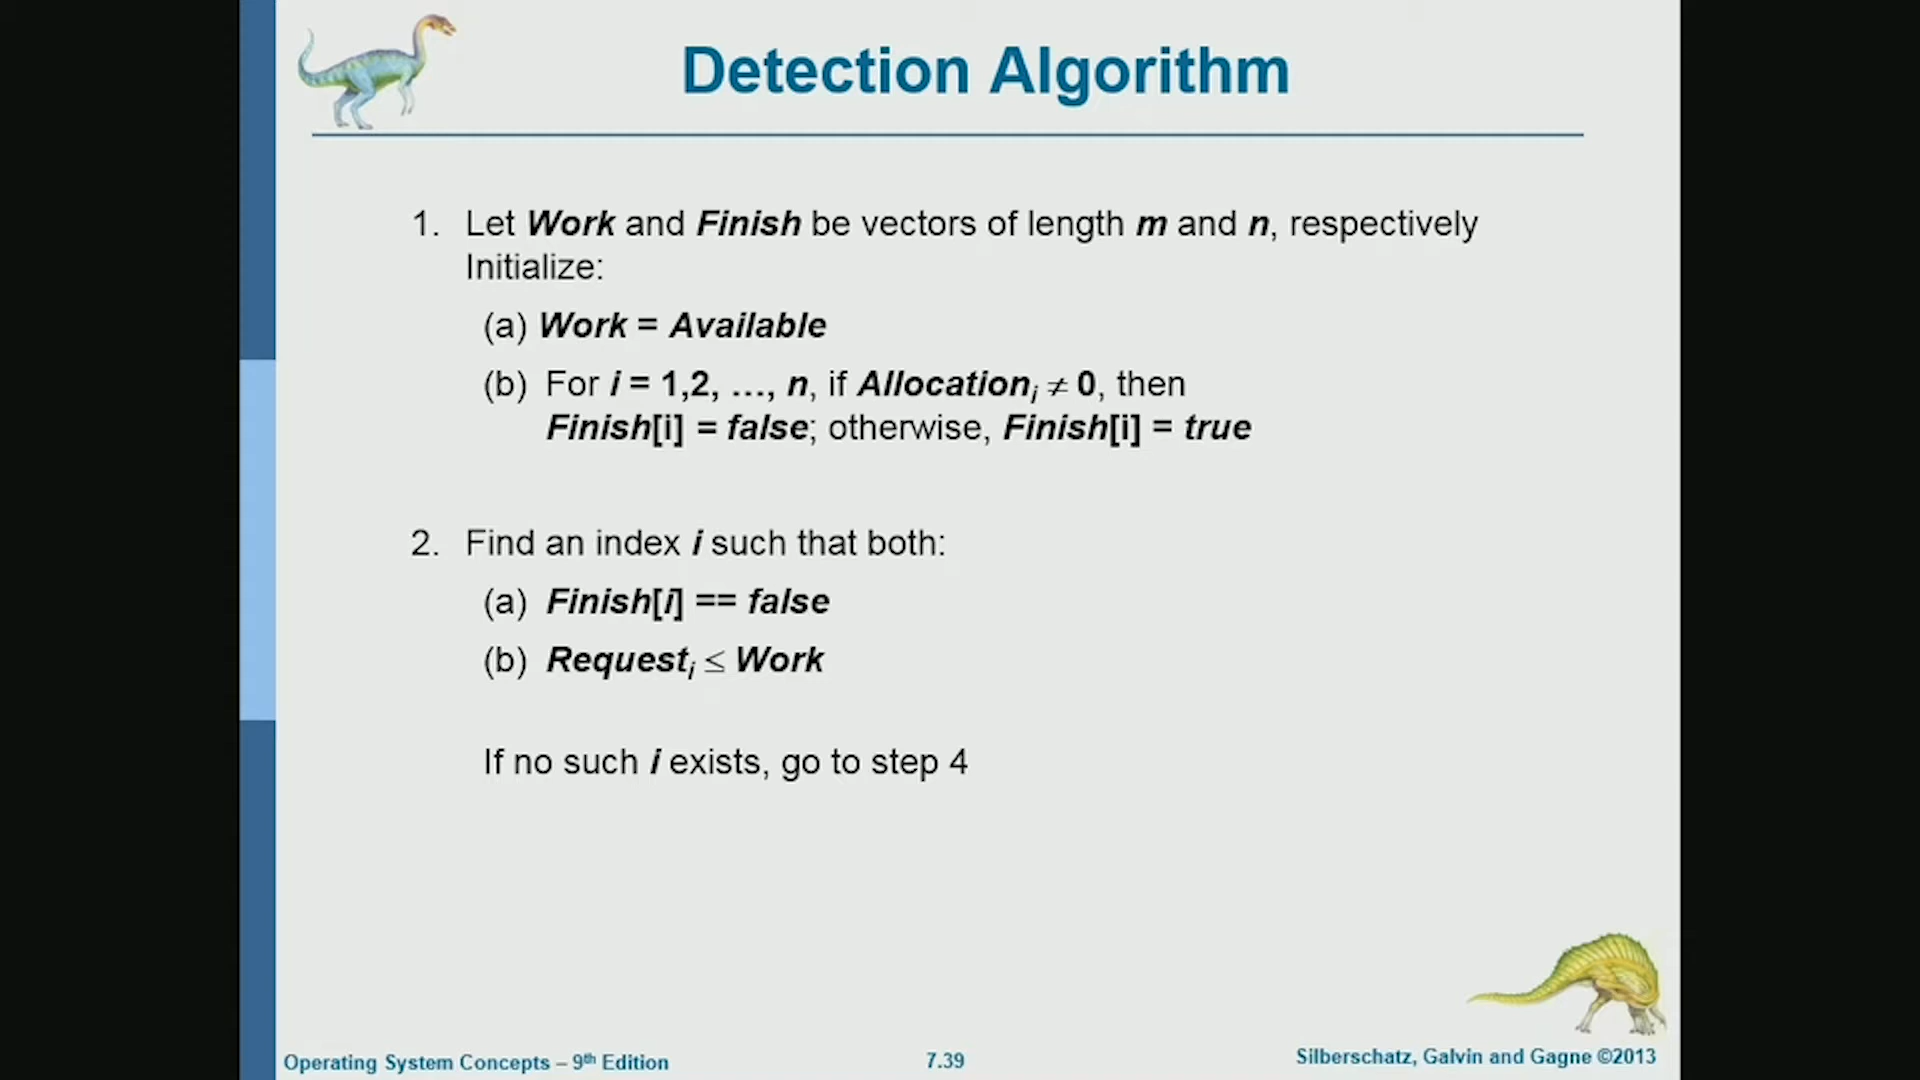 Detection Algorithm
1. Let Work and Finish be vectors of length m and n, respectively
Initialize:
(a) Work = Available
(b) For i = 1,2, …, n, if Allocationᵢ ≠ 0, then
Finish[i] = false; otherwise, Finish[i] = true
2. Find an index i such that both:
(a) Finish[i] == false
(b) Requestᵢ ≤ Work
If no such i exists, go to step 4
Operating System Concepts – 9th Edition
7.39
Silberschatz, Galvin and Gagne ©2013